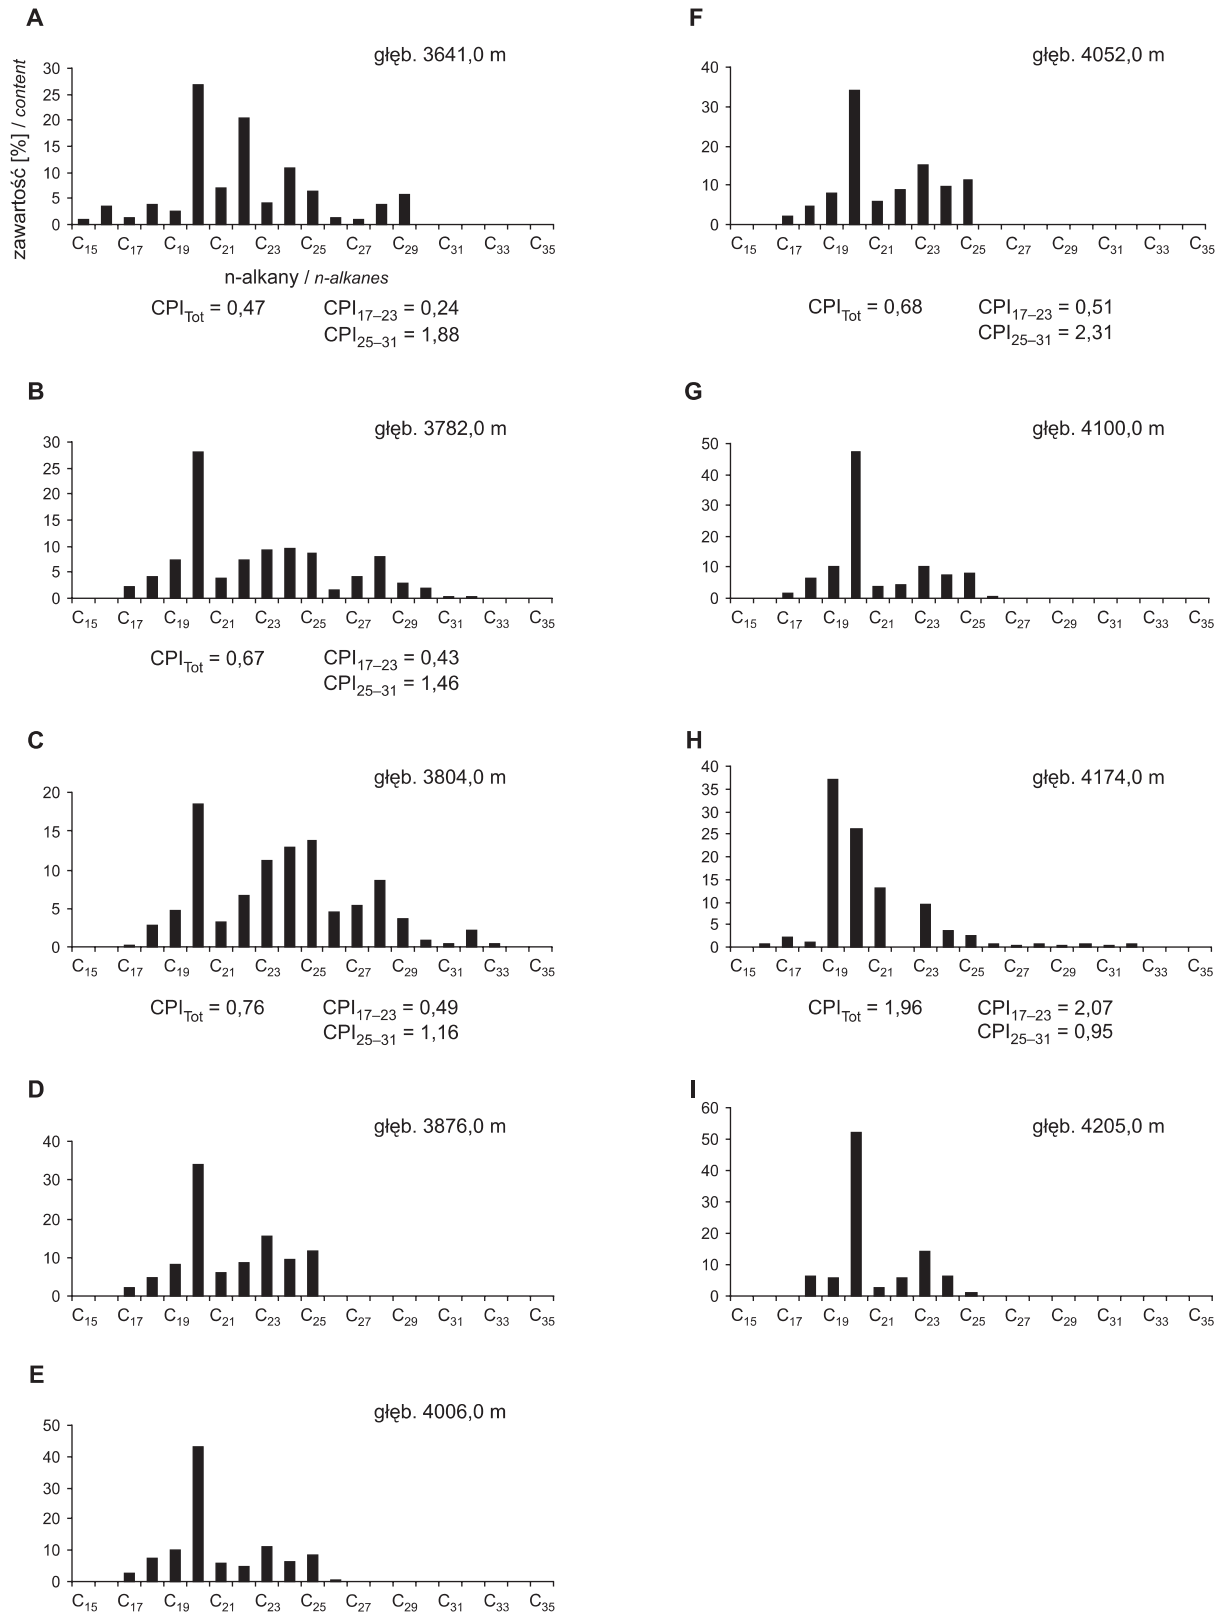 A
głęb. 3641,0 m
zawartość [%] / content
30
25
20
15
10
5
0
C15 C17 C19 C21 C23 C25 C27 C29 C31 C33 C35
n-alkany / n-alkanes
CPITot = 0,47 CPI17–23 = 0,24
CPI25–31 = 1,88
B
głęb. 3782,0 m
30
25
20
15
10
5
0
C15 C17 C19 C21 C23 C25 C27 C29 C31 C33 C35
CPITot = 0,67 CPI17–23 = 0,43
CPI25–31 = 1,46
C
głęb. 3804,0 m
20
15
10
5
0
C15 C17 C19 C21 C23 C25 C27 C29 C31 C33 C35
CPITot = 0,76 CPI17–23 = 0,49
CPI25–31 = 1,16
D
głęb. 3876,0 m
40
30
20
10
0
C15 C17 C19 C21 C23 C25 C27 C29 C31 C33 C35
E
głęb. 4006,0 m
50
40
30
20
10
0
C15 C17 C19 C21 C23 C25 C27 C29 C31 C33 C35
F
głęb. 4052,0 m
40
30
20
10
0
C15 C17 C19 C21 C23 C25 C27 C29 C31 C33 C35
CPITot = 0,68 CPI17–23 = 0,51
CPI25–31 = 2,31
G
głęb. 4100,0 m
50
40
30
20
10
0
C15 C17 C19 C21 C23 C25 C27 C29 C31 C33 C35
H
głęb. 4174,0 m
40
35
30
25
20
15
10
5
0
C15 C17 C19 C21 C23 C25 C27 C29 C31 C33 C35
CPITot = 1,96 CPI17–23 = 2,07
CPI25–31 = 0,95
I
głęb. 4205,0 m
60
50
40
30
20
10
0
C15 C17 C19 C21 C23 C25 C27 C29 C31 C33 C35